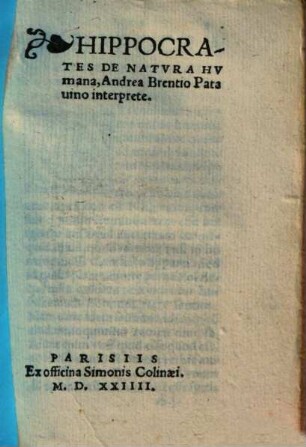 HIPPOCRA-
TES DE NATVRA HV
mana, Andrea Brentio Pata
uino interprete.
PARISIIS
Ex officina Simonis Colinæi.
M. D. XXIIII.